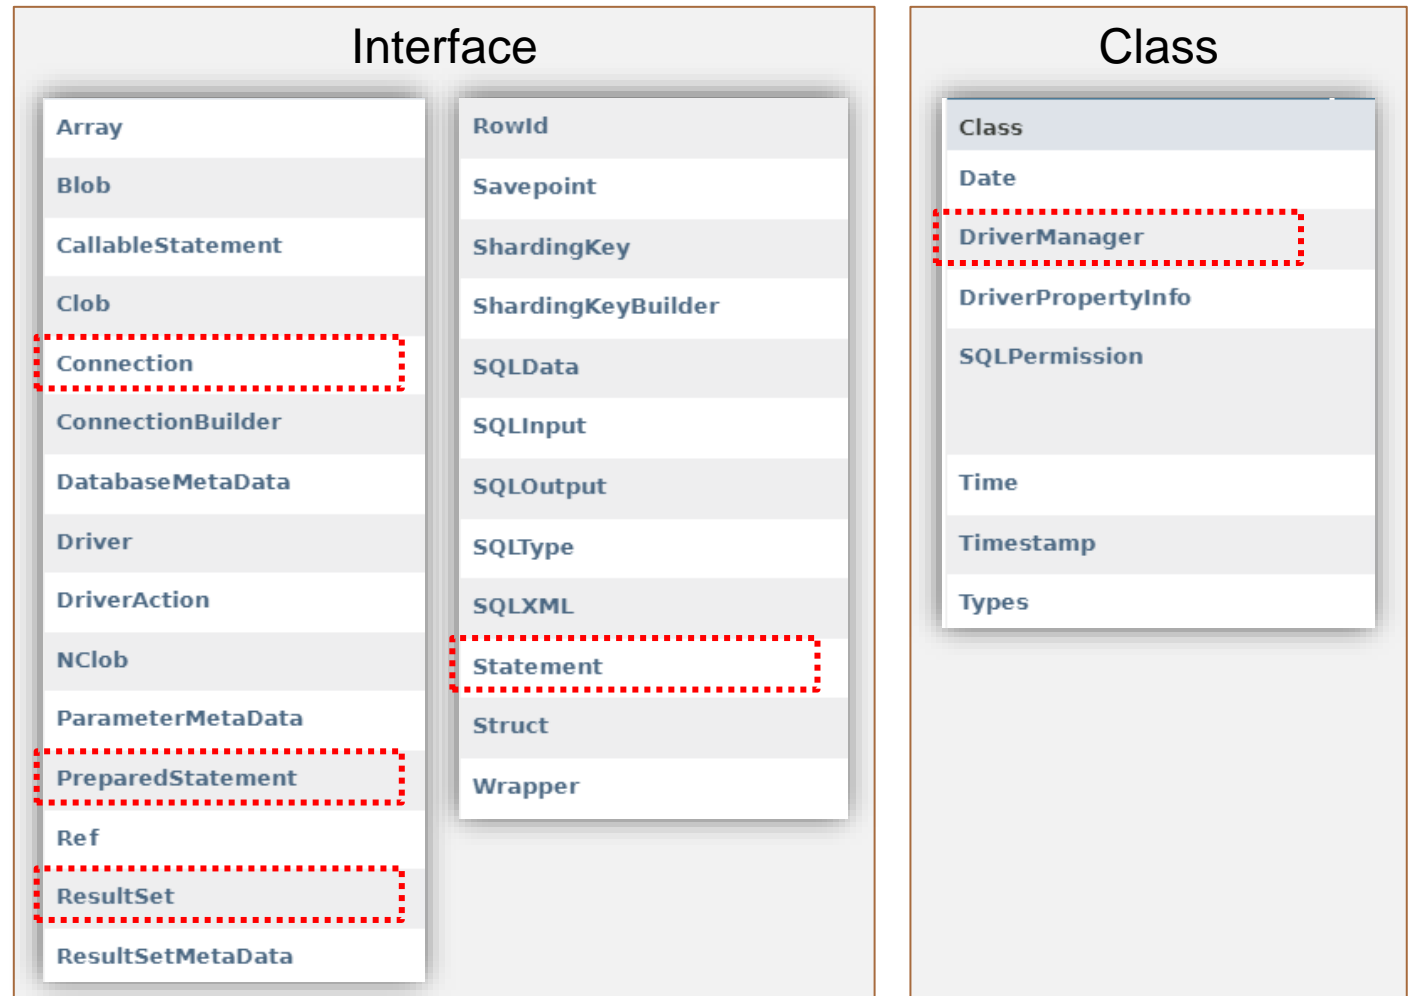 Interface
Array
Blob
CallableStatement
Clob
Connection
ConnectionBuilder
DatabaseMetaData
Driver
DriverAction
NClob
ParameterMetaData
PreparedStatement
Ref
ResultSet
ResultSetMetaData
RowId
Savepoint
ShardingKey
ShardingKeyBuilder
SQLData
SQLInput
SQLOutput
SQLType
SQLXML
Statement
Struct
Wrapper
Class
Class
Date
DriverManager
DriverPropertyInfo
SQLPermission
Time
Timestamp
Types